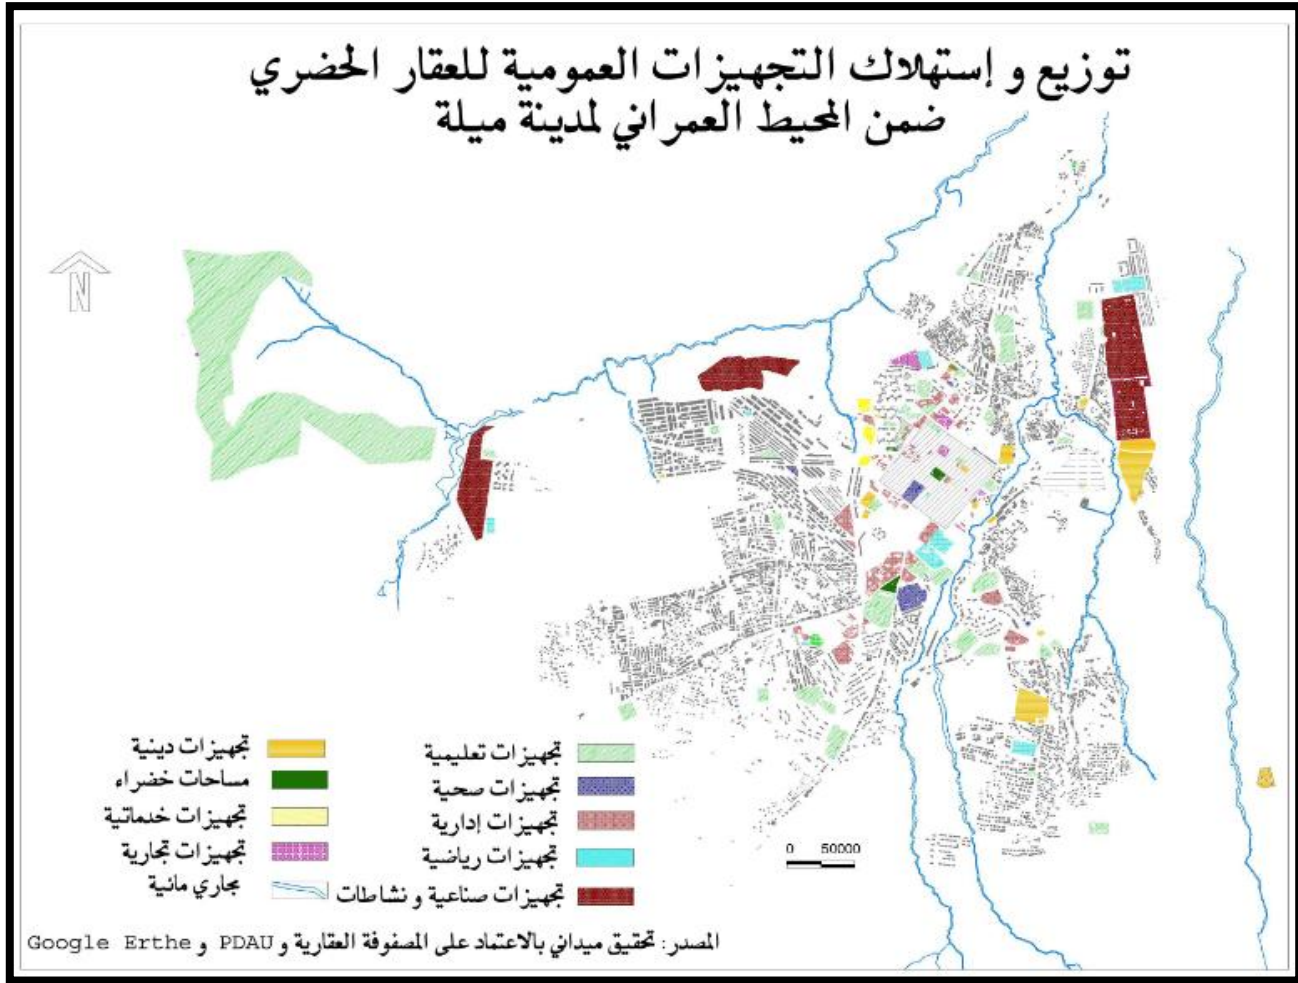 توزيع و إستهلاك التجهيزات العمومية للعقار الحضري
ضمن المحيط العمراني لمدينة ميلة
N
تجهيزات تعليمية
تجهيزات صحية
تجهيزات إدارية
تجهيزات رياضية
تجهيزات صناعية و نشاطات
تجهيزات دينية
مساحات خضراء
تجهيزات خدماتية
تجهيزات تجارية
مجاري مائية
0 50000
المصدر: تحقيق ميداني بالاعتماد على المصفوفة العقارية و PDAU و Google Erthe